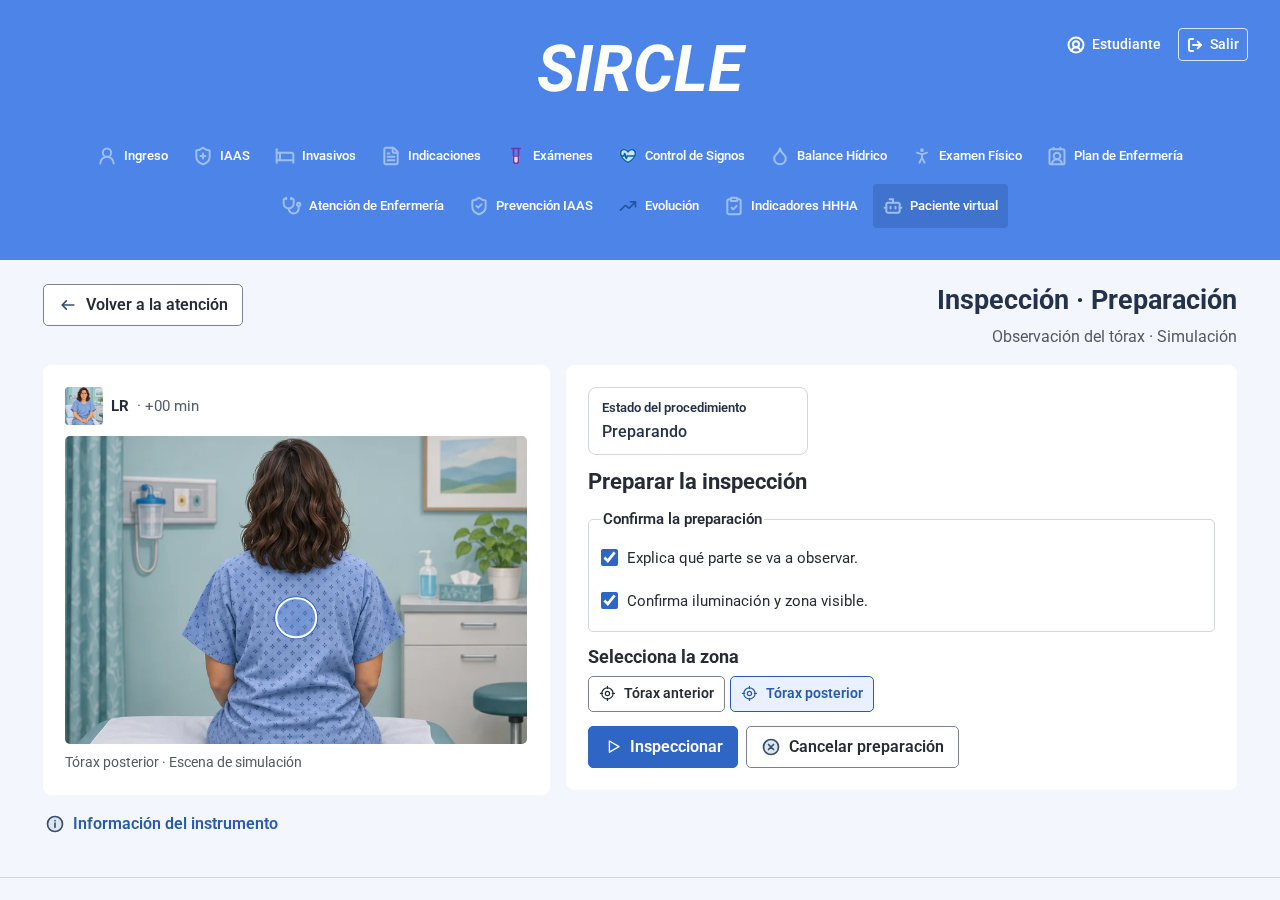 SIRCLE
Estudiante
Salir
Ingreso
IAAS
Invasivos
Indicaciones
Exámenes
Control de Signos
Balance Hídrico
Examen Físico
Plan de Enfermería
Atención de Enfermería
Prevención IAAS
Evolución
Indicadores HHHA
Paciente virtual
Volver a la atención
Inspección · Preparación
Observación del tórax · Simulación
LR · +00 min
Tórax posterior · Escena de simulación
Estado del procedimiento
Preparando
Preparar la inspección
Confirma la preparación
Explica qué parte se va a observar.
Confirma iluminación y zona visible.
Selecciona la zona
Tórax anterior
Tórax posterior
Inspeccionar
Cancelar preparación
Información del instrumento